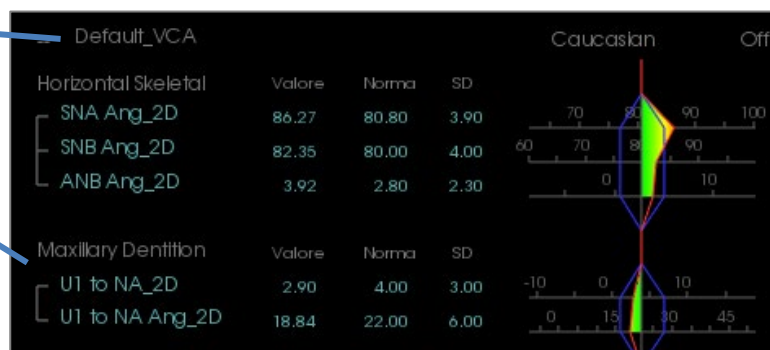 Default_VCA Caucasian Off
Horizontal Skeletal Valore Norma SD
SNA Ang_2D 86.27 80.80 3.90 70 80 90 100
SNB Ang_2D 82.35 80.00 4.00 60 70 80 90
ANB Ang_2D 3.92 2.80 2.30 0 10
Maxillary Dentition Valore Norma SD
U1 to NA_2D 2.90 4.00 3.00 -10 0 10
U1 to NA Ang_2D 18.84 22.00 6.00 0 15 30 45